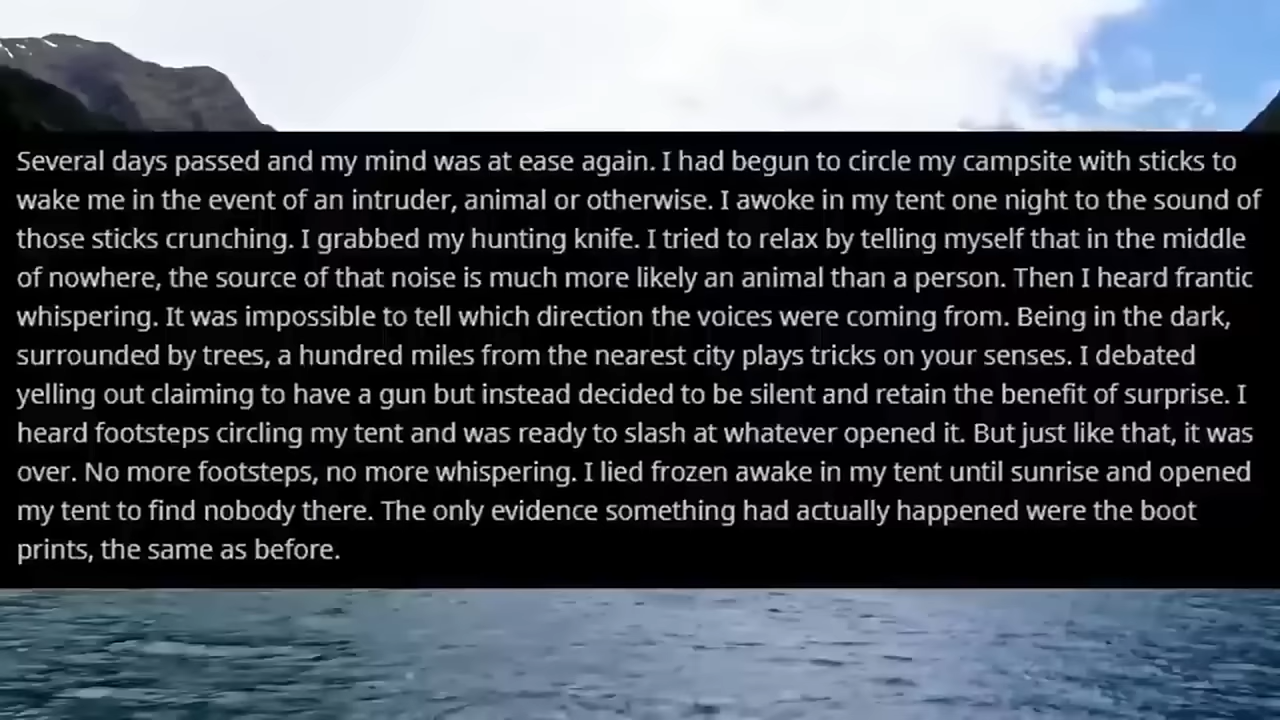 Several days passed and my mind was at ease again. I had begun to circle my campsite with sticks to
wake me in the event of an intruder, animal or otherwise. I awoke in my tent one night to the sound of
those sticks crunching. I grabbed my hunting knife. I tried to relax by telling myself that in the middle
of nowhere, the source of that noise is much more likely an animal than a person. Then I heard frantic
whispering. It was impossible to tell which direction the voices were coming from. Being in the dark,
surrounded by trees, a hundred miles from the nearest city plays tricks on your senses. I debated
yelling out claiming to have a gun but instead decided to be silent and retain the benefit of surprise. I
heard footsteps circling my tent and was ready to slash at whatever opened it. But just like that, it was
over. No more footsteps, no more whispering. I lied frozen awake in my tent until sunrise and opened
my tent to find nobody there. The only evidence something had actually happened were the boot
prints, the same as before.